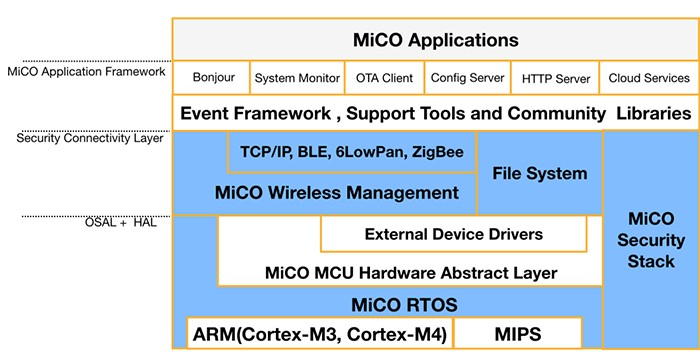 MiCO Applications
MiCO Application Framework
Bonjour
System Monitor
OTA Client
Config Server
HTTP Server
Cloud Services
Event Framework , Support Tools and Community Libraries
Security Connectivity Layer
TCP/IP, BLE, 6LowPan, ZigBee
MiCO Wireless Management
File System
MiCO
Security
Stack
OSAL + HAL
External Device Drivers
MiCO MCU Hardware Abstract Layer
MiCO RTOS
ARM(Cortex-M3, Cortex-M4)
MIPS